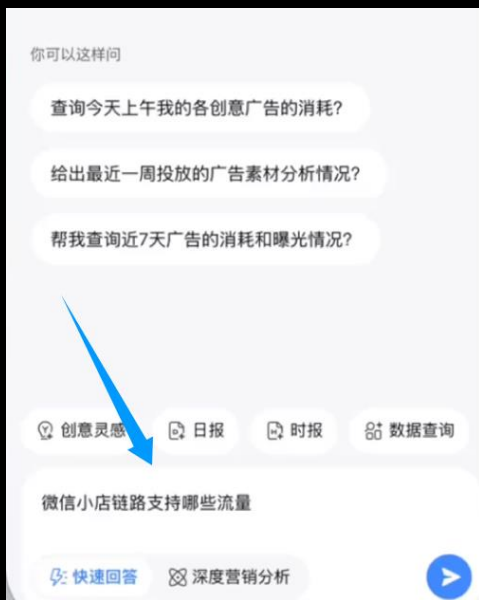 你可以这样问
查询今天上午我的各创意广告的消耗?
给出最近一周投放的广告素材分析情况?
帮我查询近7天广告的消耗和曝光情况?
创意灵感 日报 时报 数据查询
微信小店链路支持哪些流量
快速回答 深度营销分析